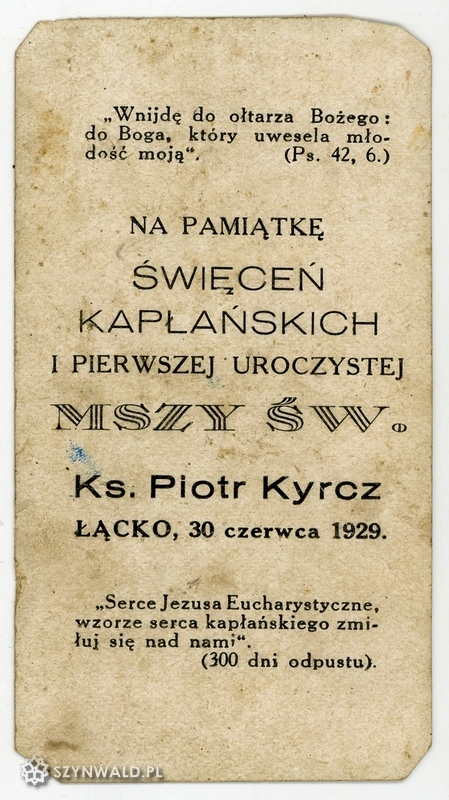 „Wnijdę do ołtarza Bożego:
do Boga, który uwesela mło-
dość moją“. (Ps. 42, 6.)
NA PAMIĄTKĘ
ŚWIĘCEŃ
KAPŁAŃSKICH
I PIERWSZEJ UROCZYSTEJ
MSZY ŚW.
Ks. Piotr Kyrcz
ŁĄCKO, 30 czerwca 1929.
„Serce Jezusa Eucharystyczne,
wzorze serca kapłańskiego zmi-
łuj się nad nami“.
(300 dni odpustu).
SZYNWALD.PL